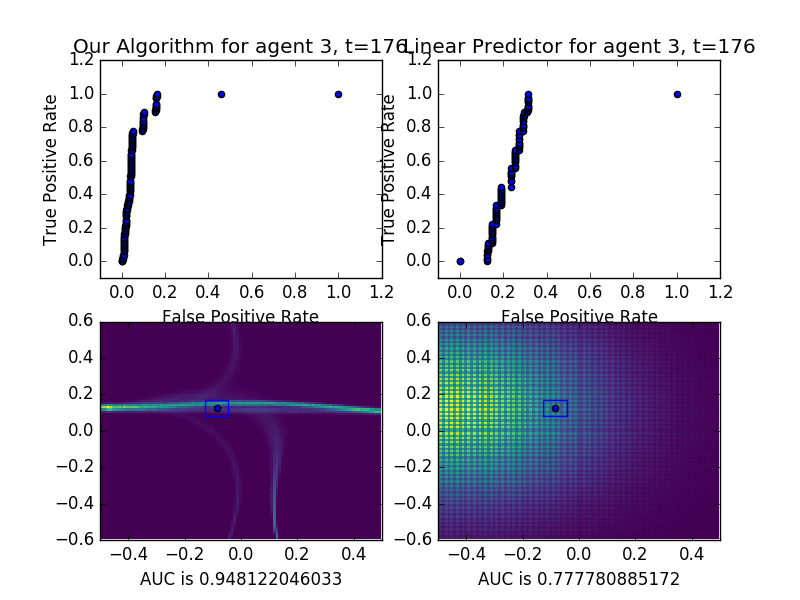 Our Algorithm for agent 3, t=176
Linear Predictor for agent 3, t=176
True Positive Rate
1.2
1.0
0.8
0.6
0.4
0.2
0.0
0.0 0.2 0.4 0.6 0.8 1.0 1.2
False Positive Rate
True Positive Rate
1.2
1.0
0.8
0.6
0.4
0.2
0.0
0.0 0.2 0.4 0.6 0.8 1.0 1.2
False Positive Rate
0.6
0.4
0.2
0.0
−0.2
−0.4
−0.6
−0.4 −0.2 0.0 0.2 0.4
AUC is 0.948122046033
0.6
0.4
0.2
0.0
−0.2
−0.4
−0.6
−0.4 −0.2 0.0 0.2 0.4
AUC is 0.777780885172